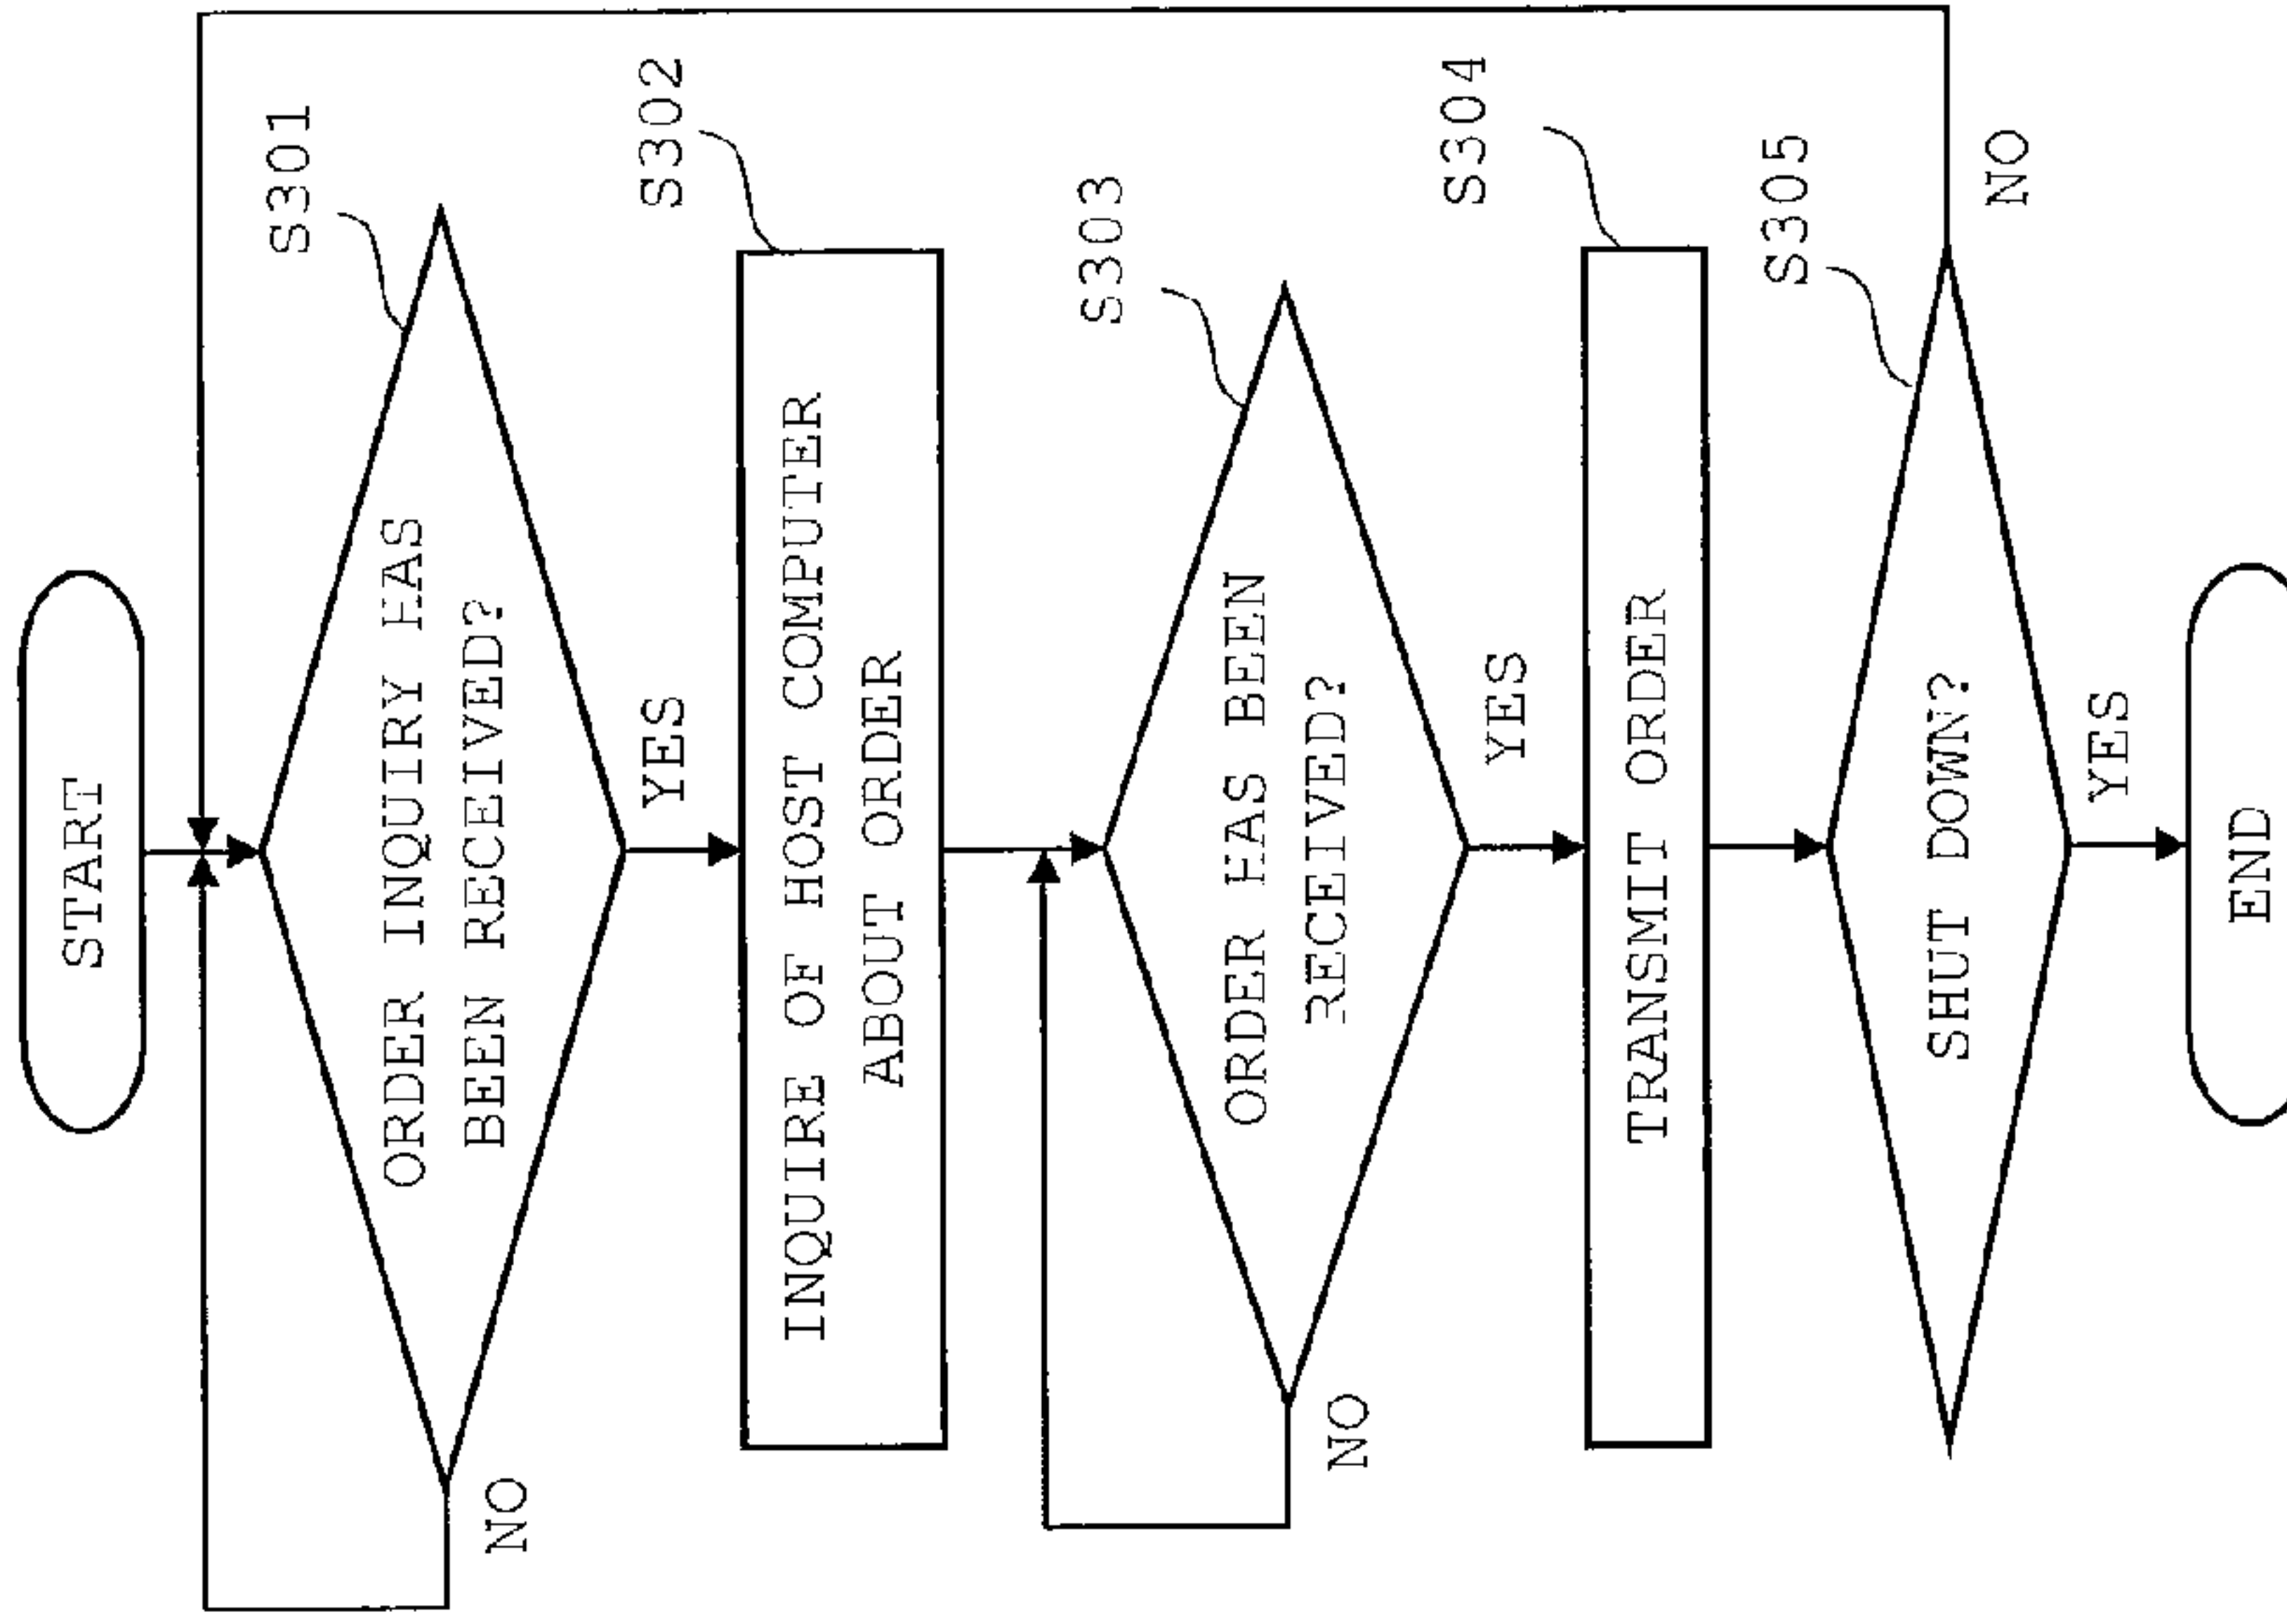 START
S301
ORDER INQUIRY HAS
BEEN RECEIVED?
NO
YES
S302
INQUIRE OF HOST COMPUTER
ABOUT ORDER
S303
ORDER HAS BEEN
RECEIVED?
NO
YES
S304
TRANSMIT ORDER
S305
SHUT DOWN?
NO
YES
END